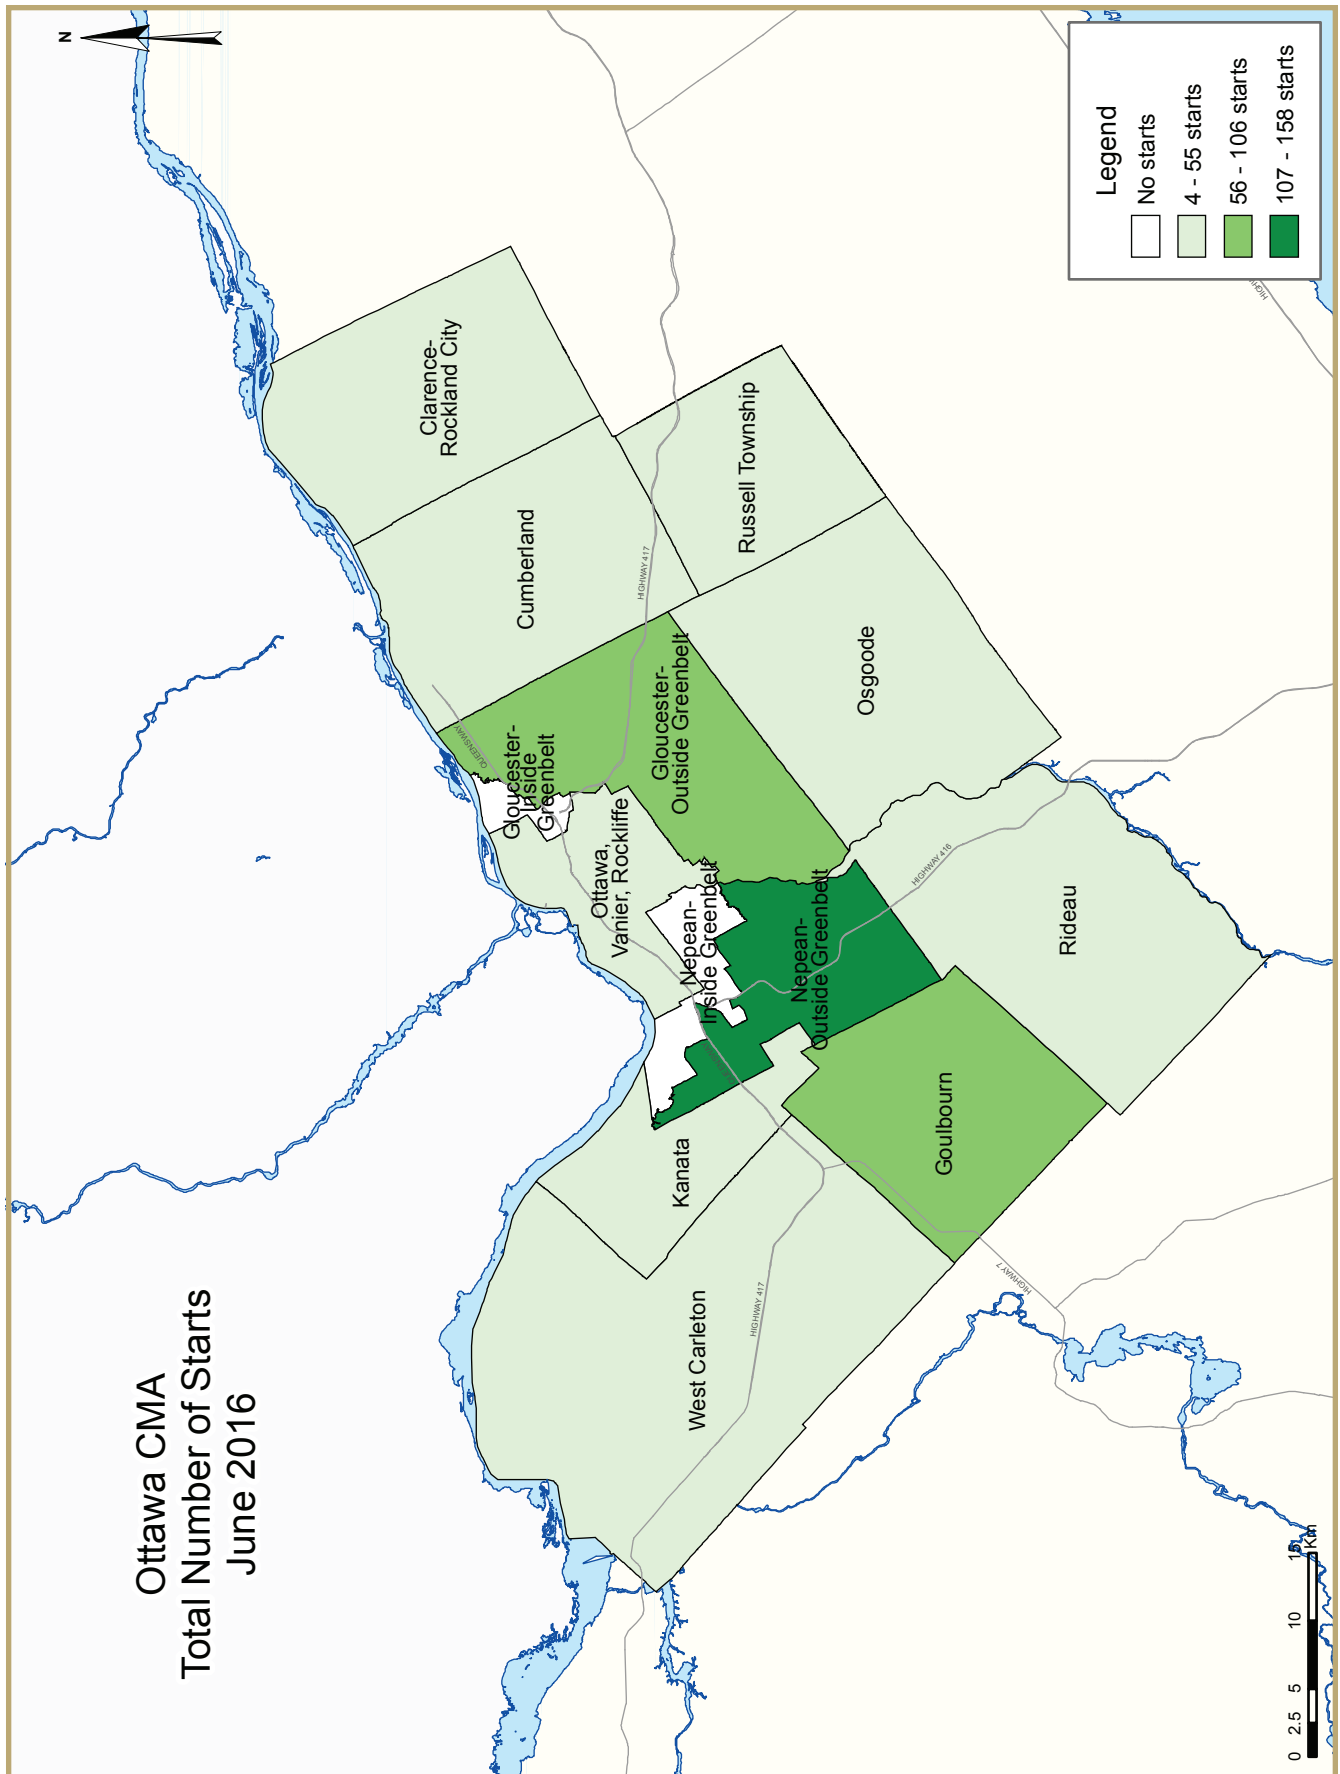 Ottawa CMA
Total Number of Starts
June 2016
N
Clarence-
Rockland City
Cumberland
Russell Township
Osgoode
Gloucester-
Inside
Greenbelt
Gloucester-
Outside Greenbelt
Ottawa,
Vanier, Rockliffe
Nepean-
Inside Greenbelt
Nepean-
Outside Greenbelt
Rideau
Goulbourn
Kanata
West Carleton
QUEENSWAY
HIGHWAY 417
HIGHWAY 416
HIGHWAY 417
HIGHWAY 7
Legend
No starts
4 - 55 starts
56 - 106 starts
107 - 158 starts
0 2.5 5 10 15
Km